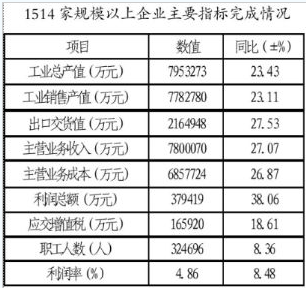 1514 家规模以上企业主要指标完成情况
项目 数值 同比(±%)
工业总产值(万元) 7953273 23.43
工业销售产值(万元) 7782780 23.11
出口交货值(万元) 2164948 27.53
主营业务收入(万元) 7800070 27.07
主营业务成本(万元) 6857724 26.87
利润总额(万元) 379419 38.06
应交增值税(万元) 165920 18.61
职工人数(人) 324696 8.36
利润率(%) 4.86 8.48